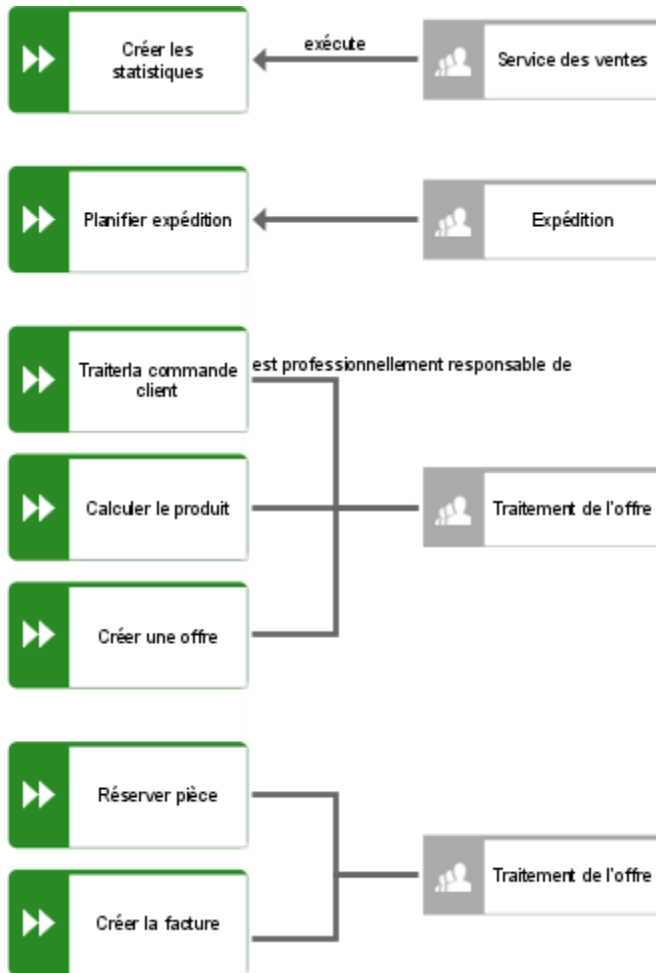 Créer les
statistiques
exécute
Service des ventes
Planifier expédition
Expédition
Traiterla commande
client
est professionnellement responsable de
Calculer le produit
Traitement de l'offre
Créer une offre
Réserver pièce
Traitement de l'offre
Créer la facture